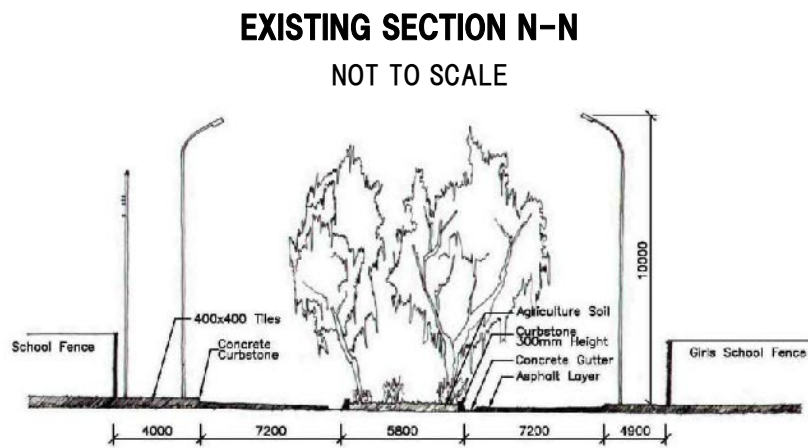 EXISTING SECTION N-N
NOT TO SCALE
10000
400x400 Tiles
Agriculture Soil
Curbstone
300mm Height
School Fence
Concrete
Curbstone
Concrete Gutter
Girls School Fence
Asphalt Layer
4000
7200
5800
7200
4900